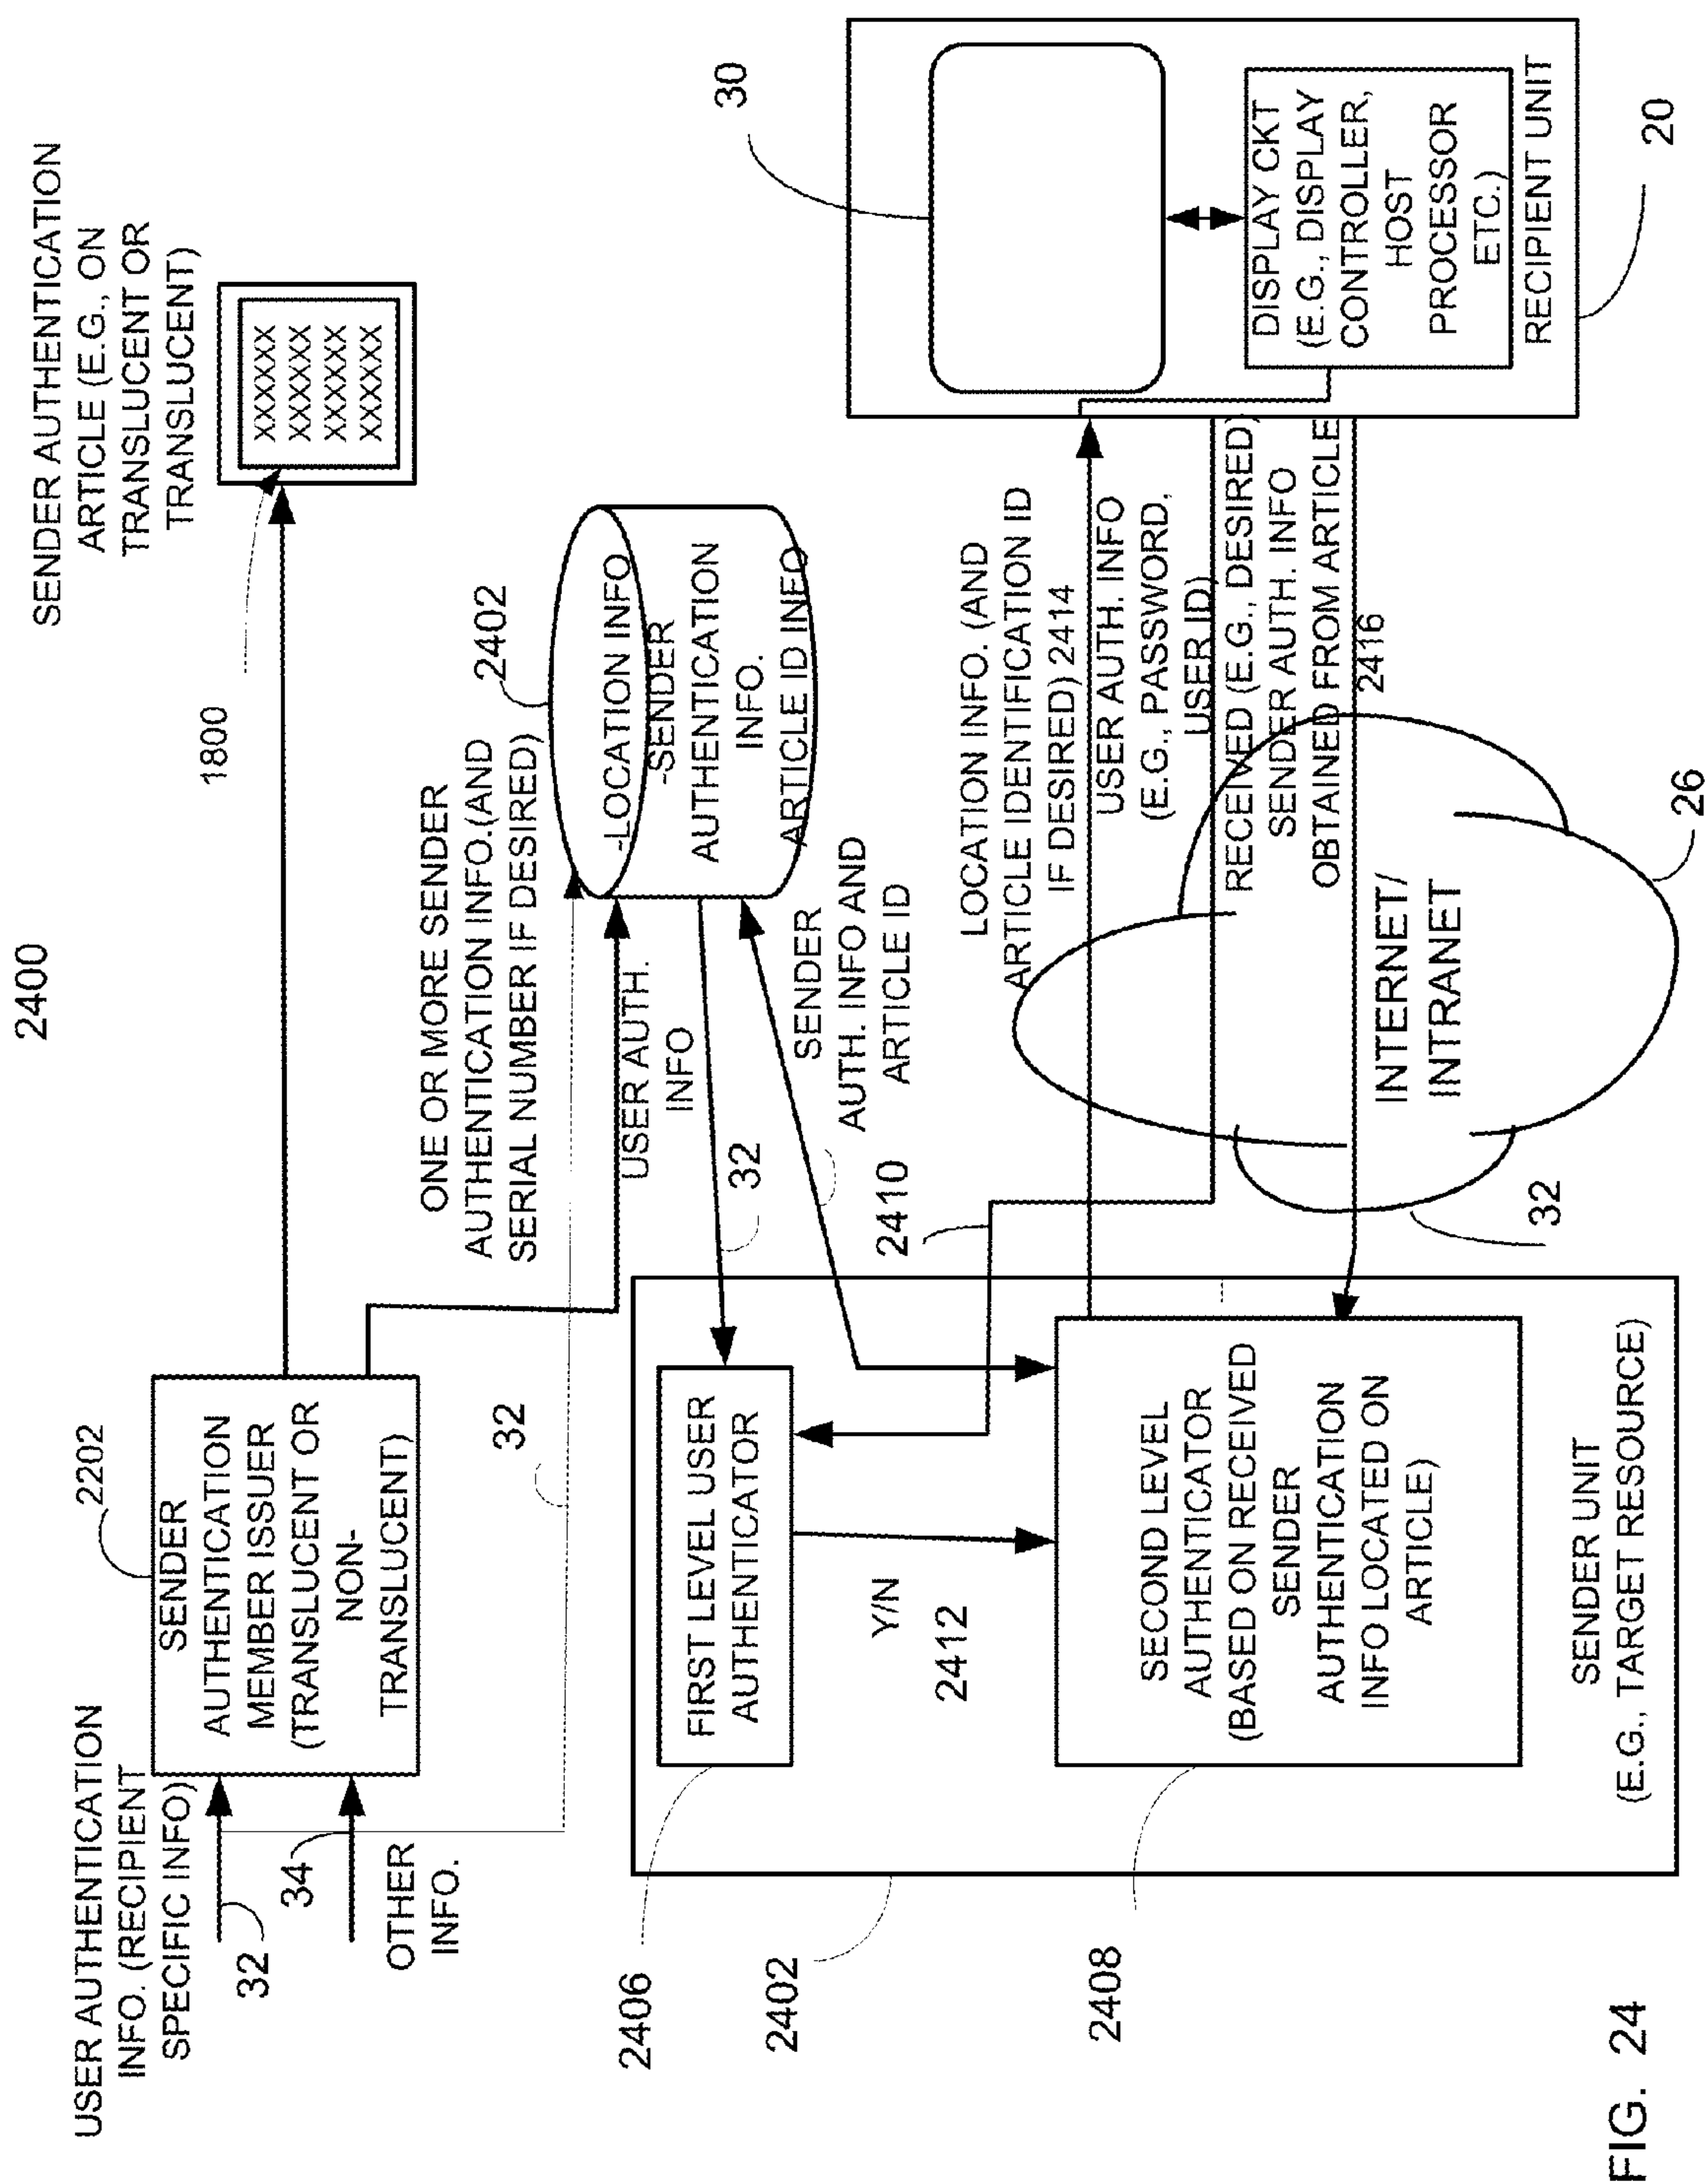 2400
USER AUTHENTICATION
INFO. (RECIPIENT
SPECIFIC INFO)
32
34
OTHER
INFO.
2202
SENDER
AUTHENTICATION
MEMBER ISSUER
(TRANSLUCENT OR
NON-
TRANSLUCENT)
SENDER AUTHENTICATION
ARTICLE (E.G., ON
TRANSLUCENT OR
TRANSLUCENT)
1800
XXXXXX
XXXXXX
XXXXXX
XXXXXX
ONE OR MORE SENDER
AUTHENTICATION INFO.(AND
SERIAL NUMBER IF DESIRED)
32
2402
-LOCATION INFO
-SENDER
AUTHENTICATION
INFO.
ARTICLE ID INFO
USER AUTH.
INFO
32
SENDER
AUTH. INFO AND
ARTICLE ID
2410
2406
FIRST LEVEL USER
AUTHENTICATOR
Y/N
2412
2402
2408
SECOND LEVEL
AUTHENTICATOR
(BASED ON RECEIVED
SENDER
AUTHENTICATION
INFO LOCATED ON
ARTICLE)
SENDER UNIT
(E.G., TARGET RESOURCE)
LOCATION INFO. (AND
ARTICLE IDENTIFICATION ID
IF DESIRED) 2414
USER AUTH. INFO
(E.G., PASSWORD,
USER ID)
RECEIVED (E.G., DESIRED)
SENDER AUTH. INFO
OBTAINED FROM ARTICLE
2416
INTERNET/
INTRANET
32
26
30
DISPLAY CKT
(E.G., DISPLAY
CONTROLLER,
HOST
PROCESSOR
ETC.)
RECIPIENT UNIT
20
FIG. 24